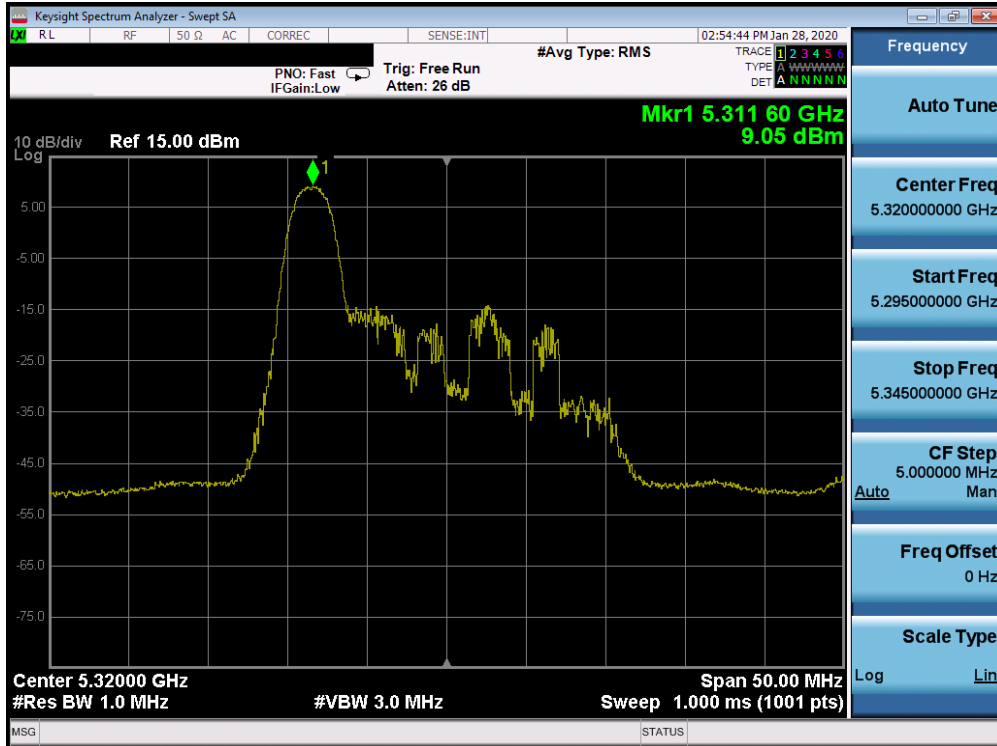 Keysight Spectrum Analyzer - Swept SA
LXI RL RF 50 Ω AC CORREC SENSE:INT 02:54:44 PM Jan 28, 2020
#Avg Type: RMS TRACE 1 2 3 4 5 6
PNO: Fast Trig: Free Run TYPE A WWWWW
IFGain:Low Atten: 26 dB DET A N N N N N
Mkr1 5.311 60 GHz
9.05 dBm
10 dB/div Ref 15.00 dBm
Log
1
5.00
-5.00
-15.0
-25.0
-35.0
-45.0
-55.0
-65.0
-75.0
Center 5.32000 GHz Span 50.00 MHz
#Res BW 1.0 MHz #VBW 3.0 MHz Sweep 1.000 ms (1001 pts)
MSG STATUS
Frequency
Auto Tune
Center Freq
5.320000000 GHz
Start Freq
5.295000000 GHz
Stop Freq
5.345000000 GHz
CF Step
5.000000 MHz
Auto Man
Freq Offset
0 Hz
Scale Type
Log Lin